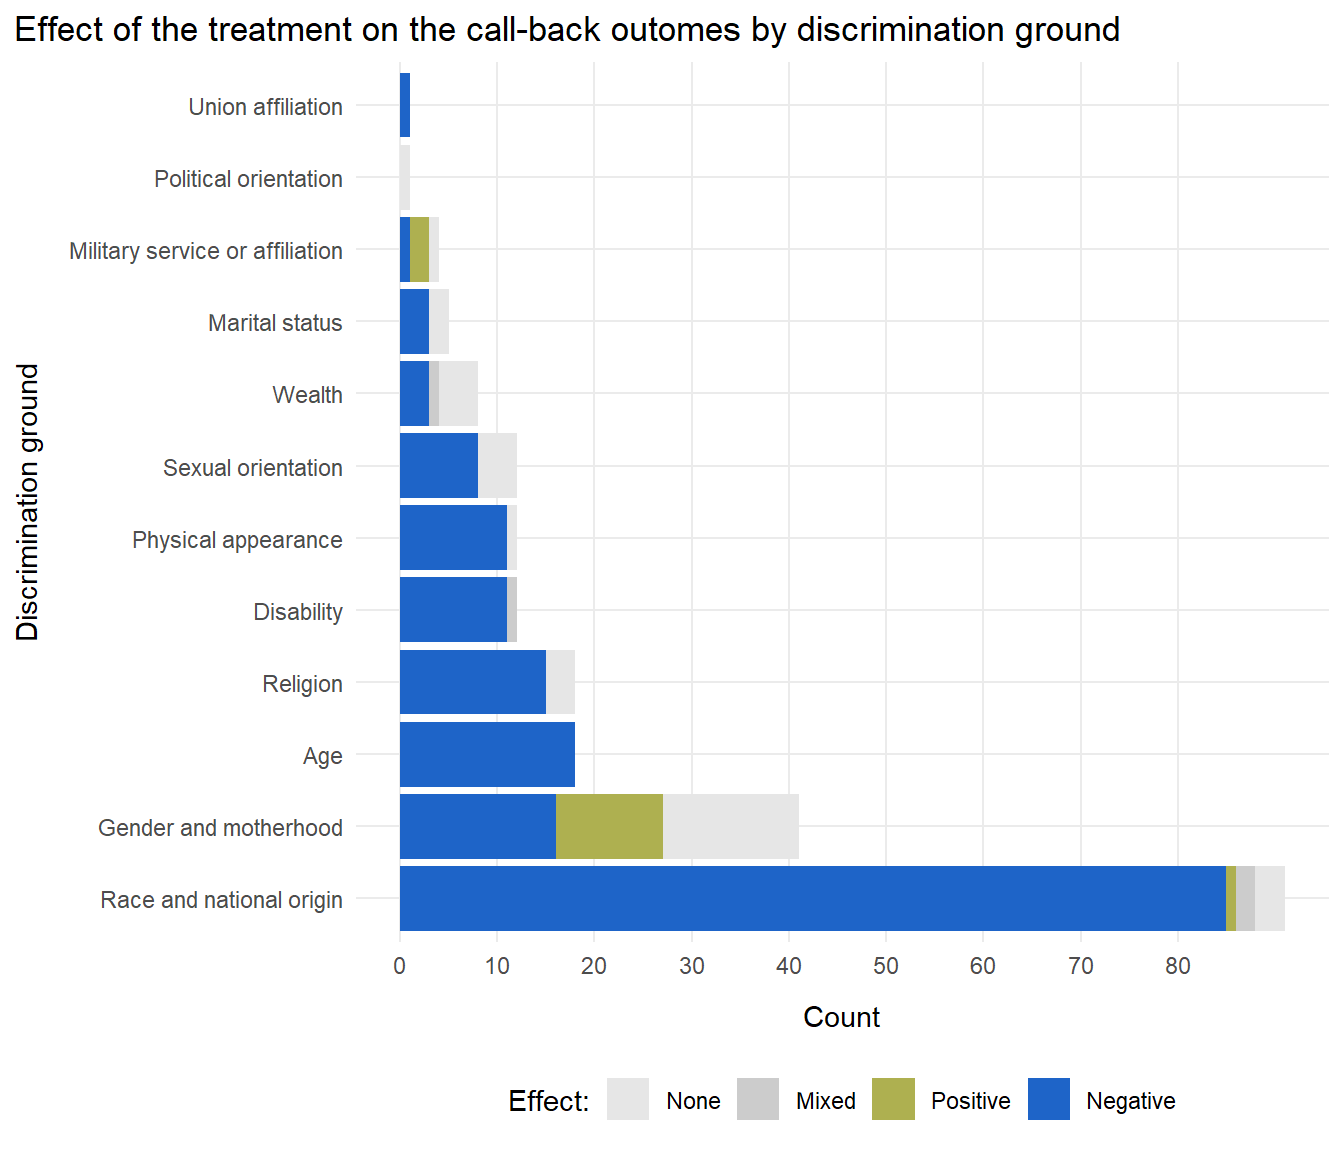 Effect of the treatment on the call-back outomes by discrimination ground
Union affiliation
Political orientation
Military service or affiliation
Marital status
Wealth
Sexual orientation
Physical appearance
Disability
Religion
Age
Gender and motherhood
Race and national origin
Discrimination ground
0 10 20 30 40 50 60 70 80
Count
Effect: None Mixed Positive Negative